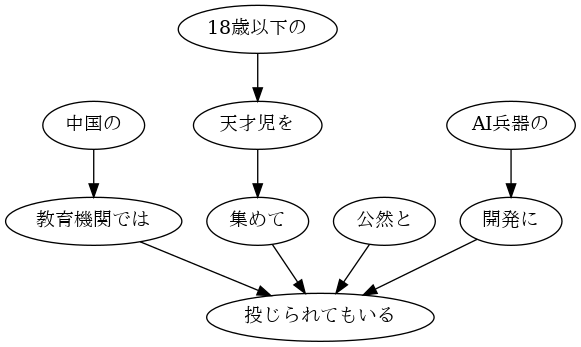 18歳以下の
中国の
天才児を
AI兵器の
教育機関では
集めて
公然と
開発に
投じられてもいる